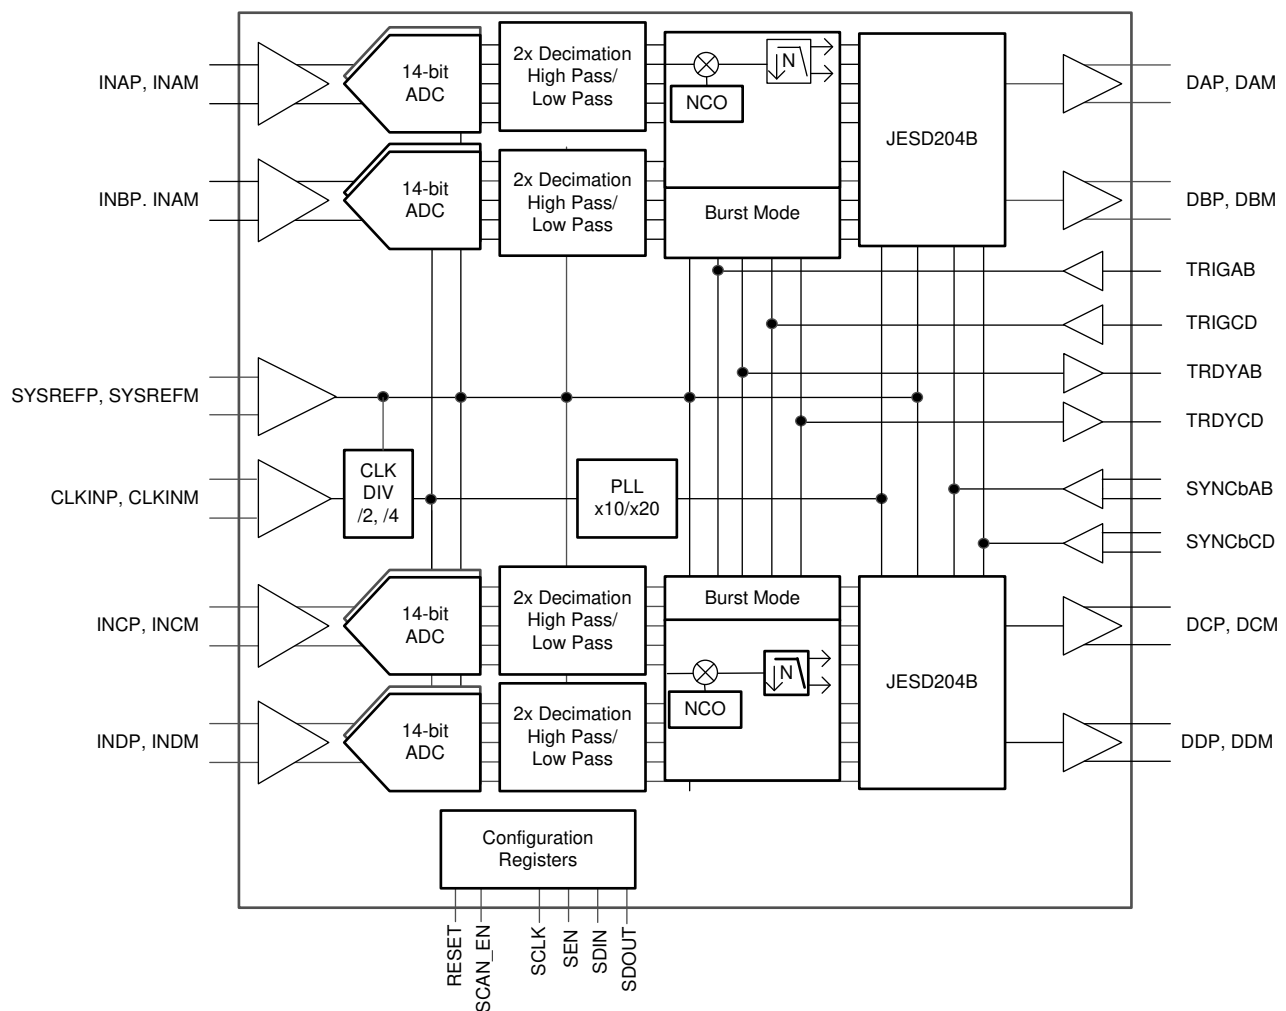 INAP, INAM
14-bit
ADC
2x Decimation
High Pass/
Low Pass
NCO
N
JESD204B
DAP, DAM
INBP. INAM
14-bit
ADC
2x Decimation
High Pass/
Low Pass
Burst Mode
DBP, DBM
TRIGAB
TRIGCD
TRDYAB
TRDYCD
SYSREFP, SYSREFM
CLKINP, CLKINM
CLK
DIV
/2, /4
PLL
x10/x20
SYNCbAB
SYNCbCD
INCP, INCM
14-bit
ADC
2x Decimation
High Pass/
Low Pass
Burst Mode
NCO
N
JESD204B
DCP, DCM
INDP, INDM
14-bit
ADC
2x Decimation
High Pass/
Low Pass
DDP, DDM
Configuration
Registers
RESET
SCAN_EN
SCLK
SEN
SDIN
SDOUT